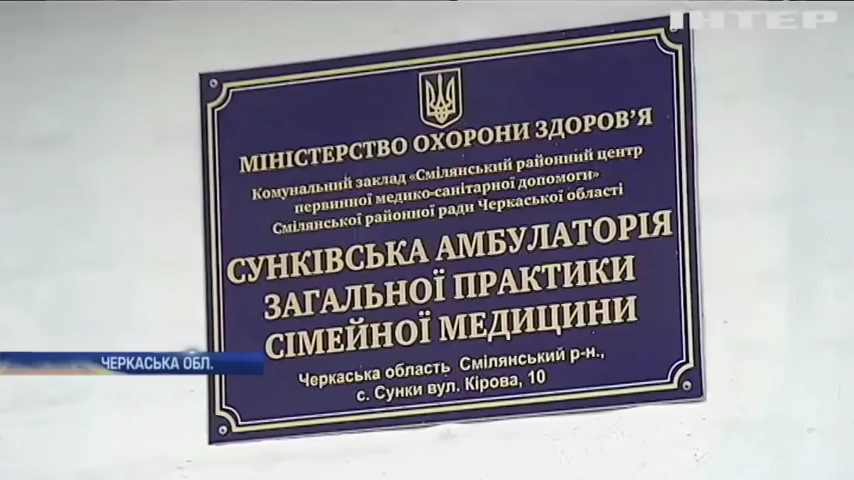 ІНТЕР
МІНІСТЕРСТВО ОХОРОНИ ЗДОРОВ'Я
Комунальний заклад «Смілянський районний центр
первинної медико-санітарної допомоги»
Смілянської районної ради Черкаської області
СУНКІВСЬКА АМБУЛАТОРІЯ
ЗАГАЛЬНОЇ ПРАКТИКИ
СІМЕЙНОЇ МЕДИЦИНИ
Черкаська область Смілянський р-н.,
с. Сунки вул. Кірова, 10
ЧЕРКАСЬКА ОБЛ.